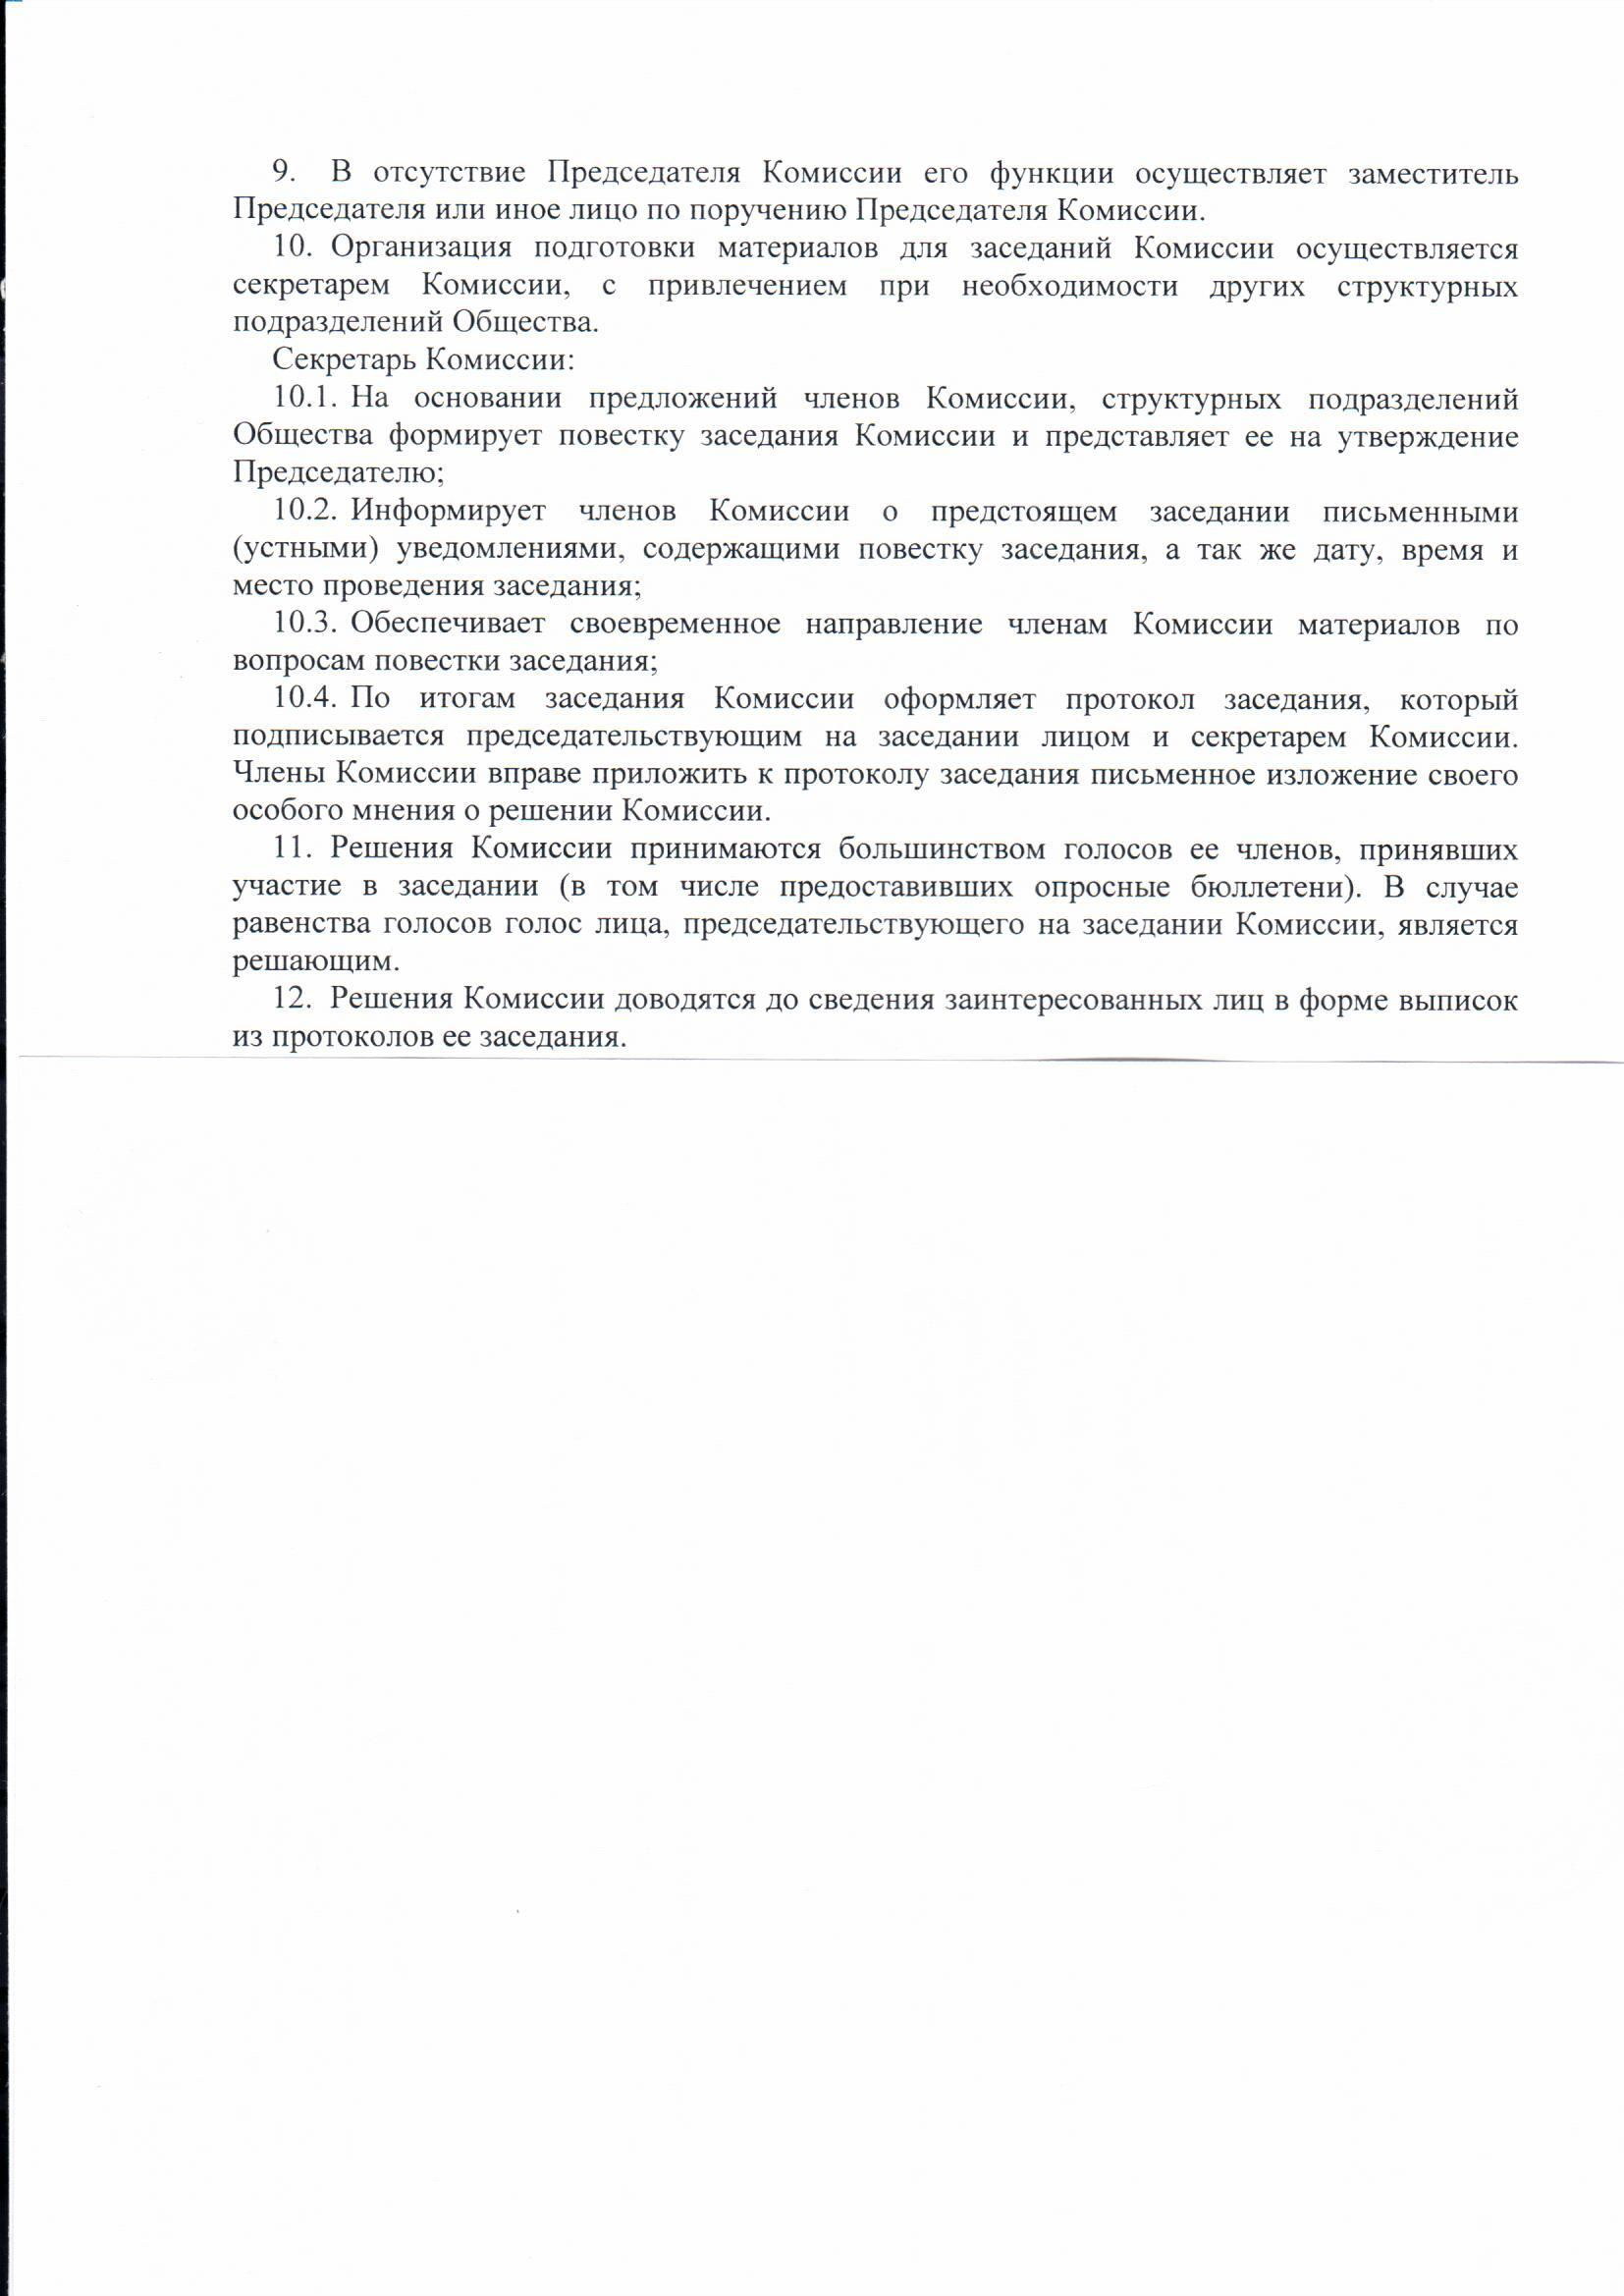 9. В отсутствие Председателя Комиссии его функции осуществляет заместитель
Председателя или иное лицо по поручению Председателя Комиссии.
10. Организация подготовки материалов для заседаний Комиссии осуществляется
секретарем Комиссии, с привлечением при необходимости других структурных
подразделений Общества.
Секретарь Комиссии:
10.1. На основании предложений членов Комиссии, структурных подразделений
Общества формирует повестку заседания Комиссии и представляет ее на утверждение
Председателю;
10.2. Информирует членов Комиссии о предстоящем заседании письменными
(устными) уведомлениями, содержащими повестку заседания, а так же дату, время и
место проведения заседания;
10.3. Обеспечивает своевременное направление членам Комиссии материалов по
вопросам повестки заседания;
10.4. По итогам заседания Комиссии оформляет протокол заседания, который
подписывается председательствующим на заседании лицом и секретарем Комиссии.
Члены Комиссии вправе приложить к протоколу заседания письменное изложение своего
особого мнения о решении Комиссии.
11. Решения Комиссии принимаются большинством голосов ее членов, принявших
участие в заседании (в том числе предоставивших опросные бюллетени). В случае
равенства голосов голос лица, председательствующего на заседании Комиссии, является
решающим.
12. Решения Комиссии доводятся до сведения заинтересованных лиц в форме выписок
из протоколов ее заседания.